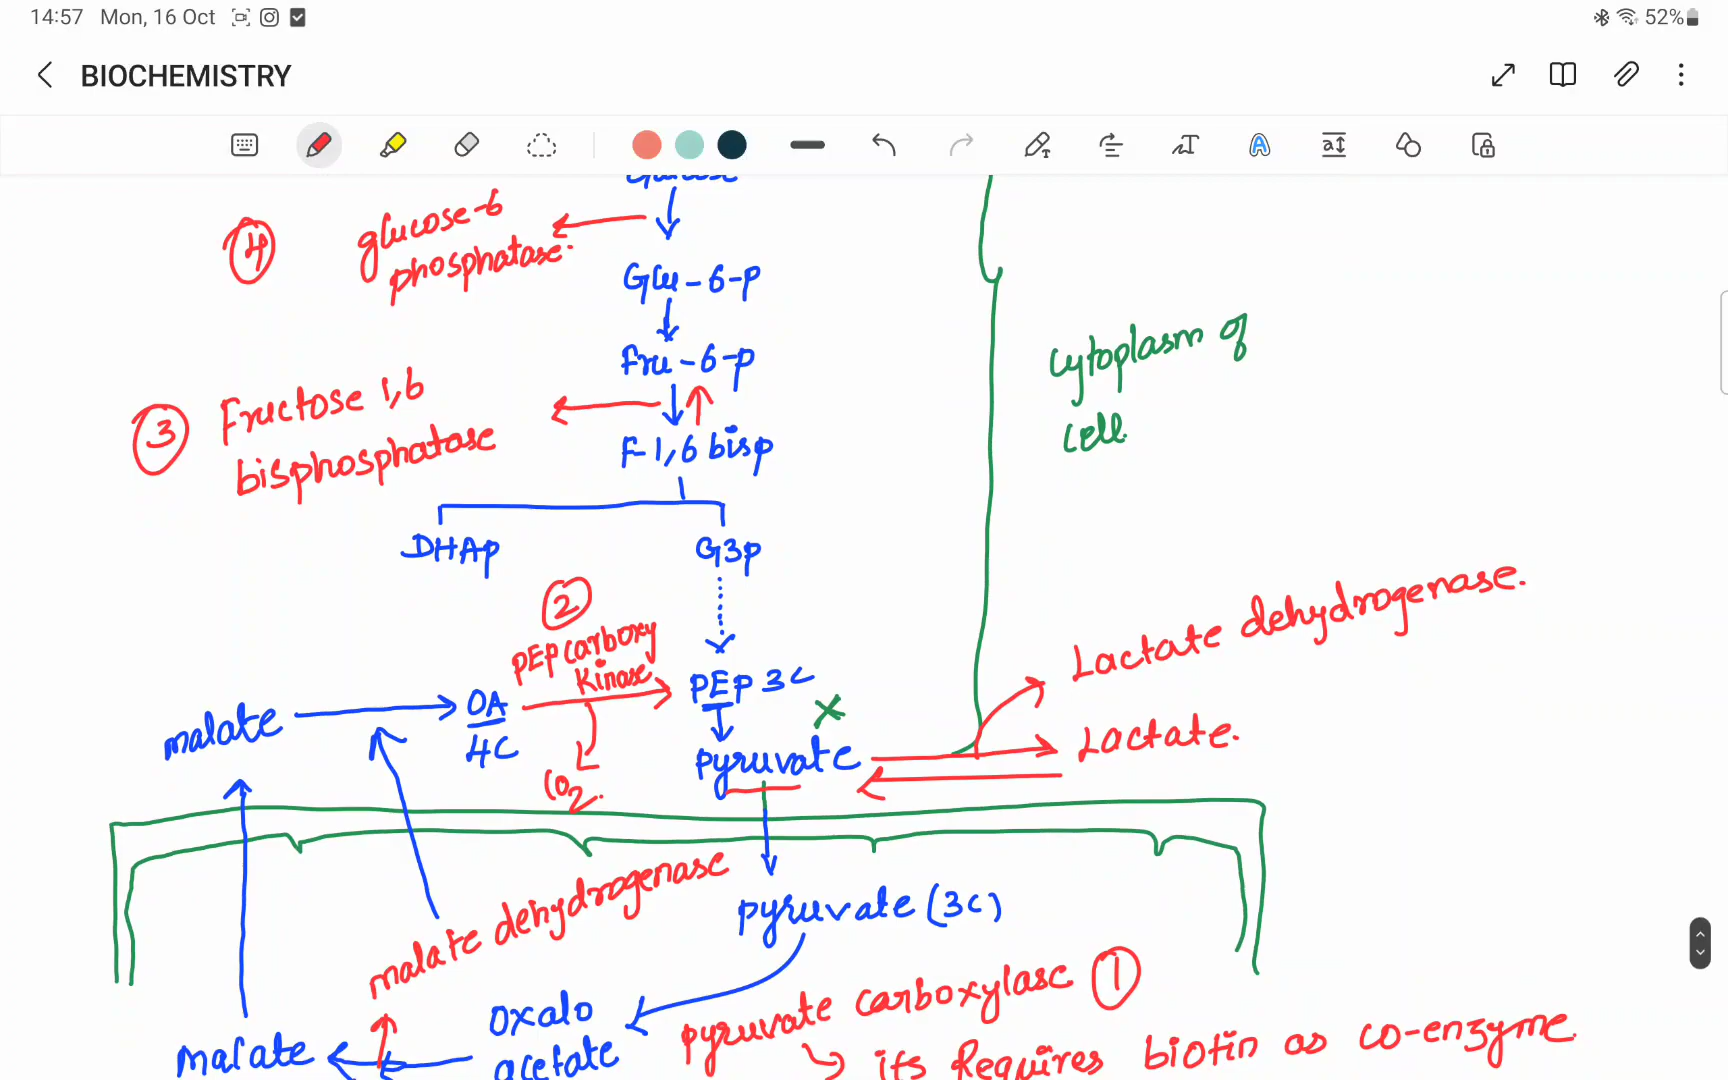 14:57 Mon, 16 Oct
52%
BIOCHEMISTRY
④ glucose-6
phosphatase.
Glu-6-P
Fru-6-P
③ Fructose 1,6
bisphosphatase
F-1,6 bisp
cytoplasm of
cell.
DHAP
G3P
②
PEP carboxy
kinase
PEP 3C
Lactate dehydrogenase.
malate
OA
4C
CO2.
pyruvate
Lactate.
malate dehydrogenase
pyruvate (3C)
pyruvate carboxylase ①
oxalo
acetate
malate
its Requires biotin as co-enzyme.